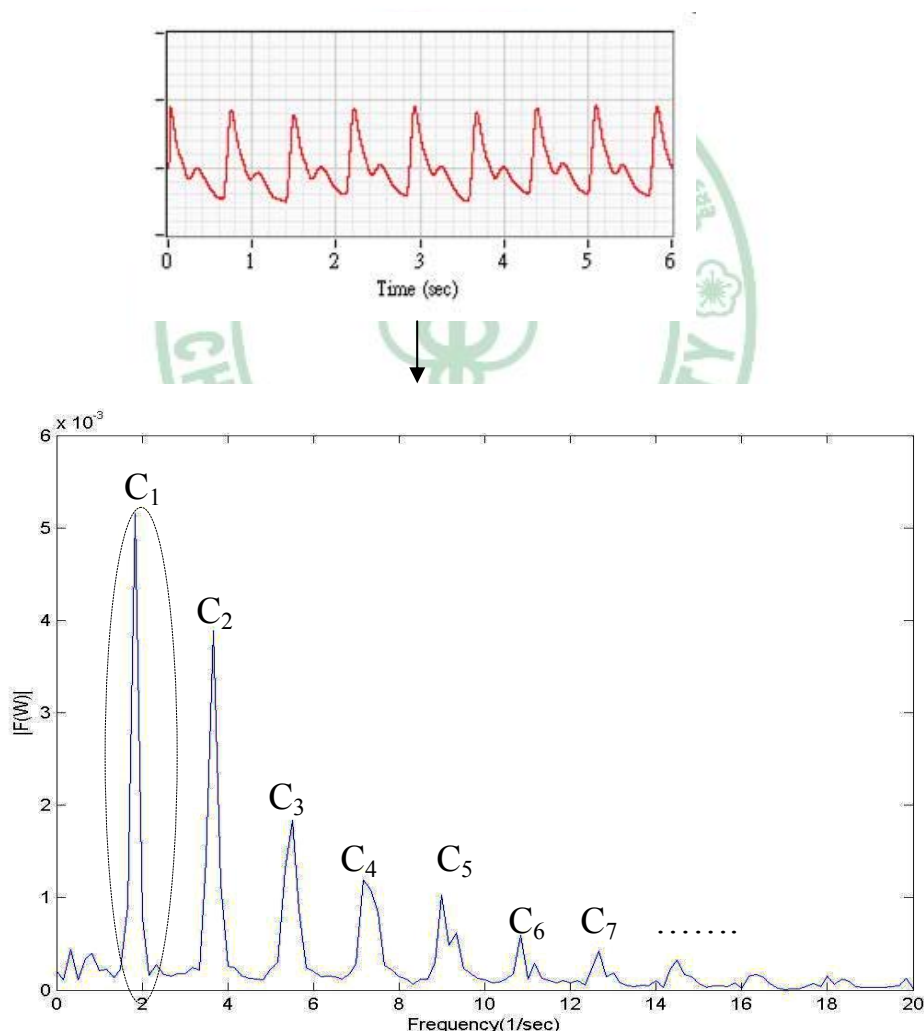 0 1 2 3 4 5 6
Time (sec)
x 10⁻³
6
5
4
3
2
1
0
|F(W)|
C₁
C₂
C₃
C₄
C₅
C₆
C₇
.......
0 2 4 6 8 10 12 14 16 18 20
Frequency(1/sec)